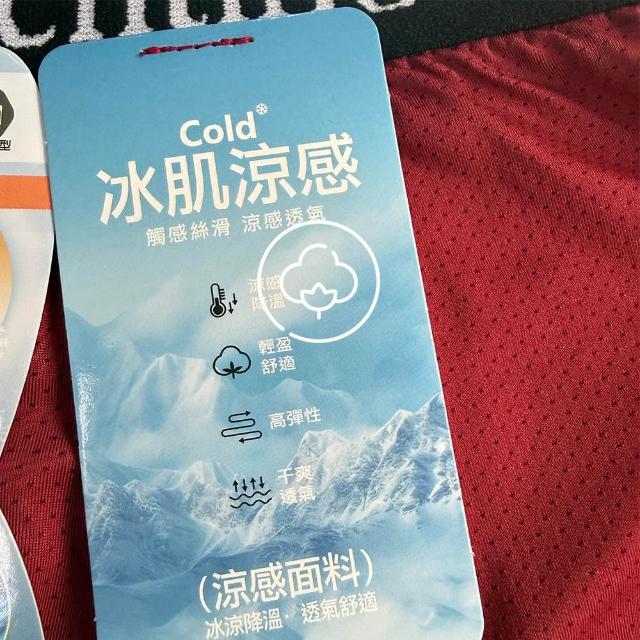 Cold
冰肌涼感
觸感絲滑 涼感透氣
涼感
降溫
輕盈
舒適
高彈性
干爽
透氣
(涼感面料)
冰涼降溫·透氣舒適
型